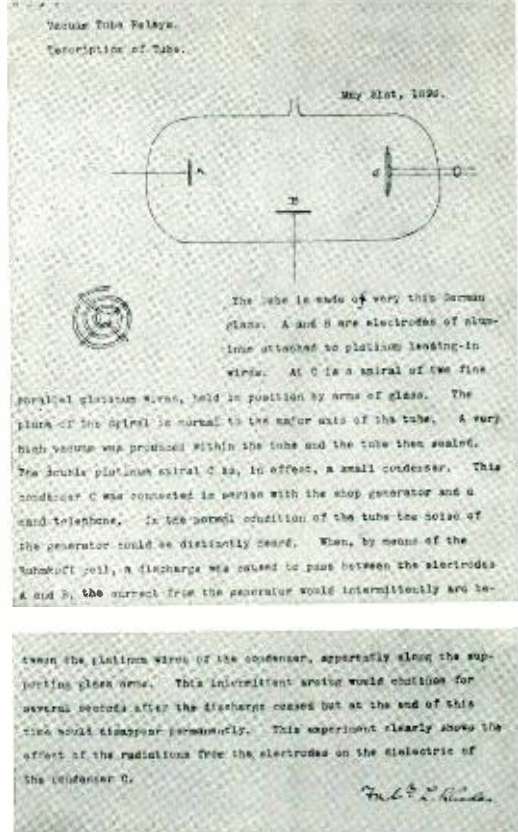 Vacuum Tube Relays.
Description of Tube.
May 21st, 1896.
A
B
C
The tube is made of very thin German
glass. A and B are electrodes of alum-
inum attached to platinum leading-in
wires. At C is a spiral of two fine
parallel platinum wires, held in position by arms of glass. The
plane of the spiral is normal to the major axis of the tube. A very
high vacuum was produced within the tube and the tube then sealed.
The double platinum spiral C is, in effect, a small condenser. This
condenser C was connected in series with the shop generator and a
hand telephone. In the normal condition of the tube the noise of
the generator could be distinctly heard. When, by means of the
Ruhmkoff coil, a discharge was caused to pass between the electrodes
A and B, the current from the generator would intermittently arc be-
tween the platinum wires of the condenser, apparently along the sup-
porting glass arms. This intermittent arcing would continue for
several seconds after the discharge ceased but at the end of this
time would disappear permanently. This experiment clearly shows the
effect of the radiations from the electrodes on the dielectric of
the condenser C.
L. Rhodes